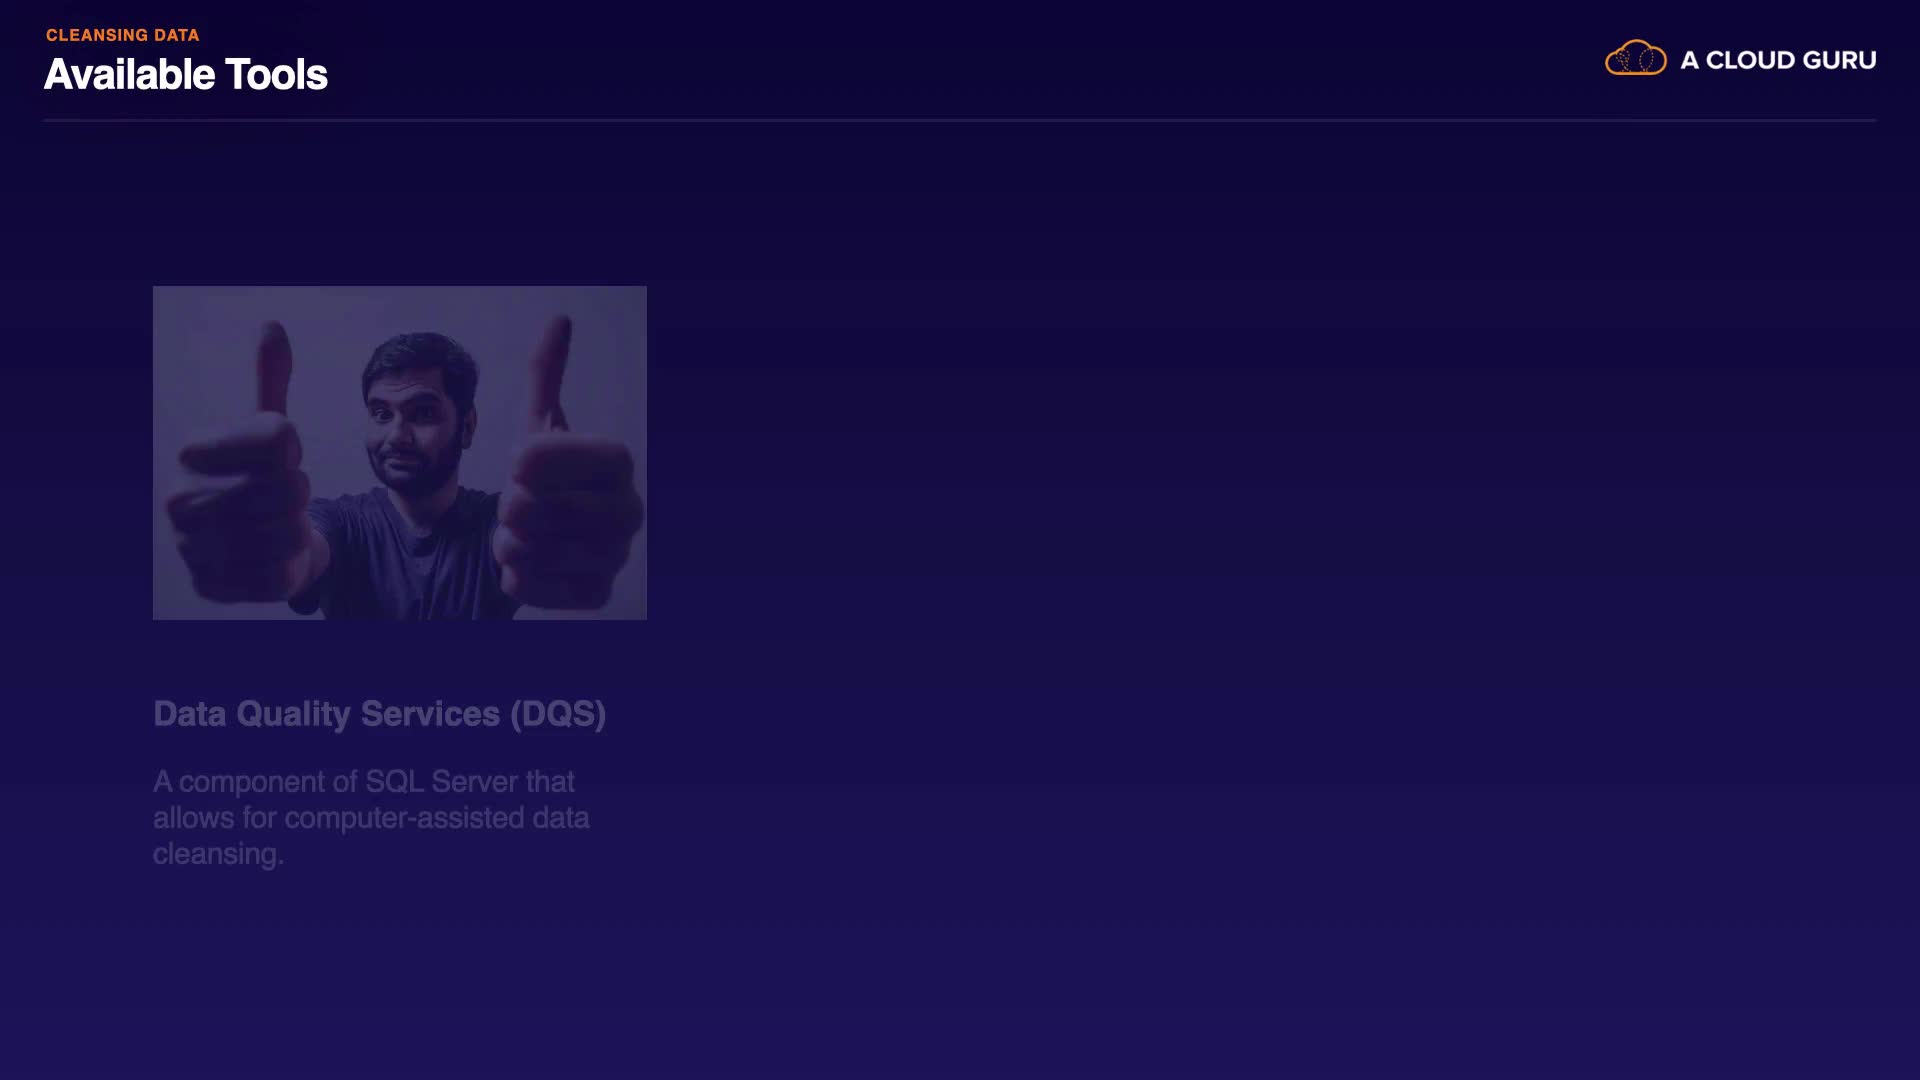 CLEANSING DATA
Available Tools
A CLOUD GURU
Data Quality Services (DQS)
A component of SQL Server that
allows for computer-assisted data
cleansing.